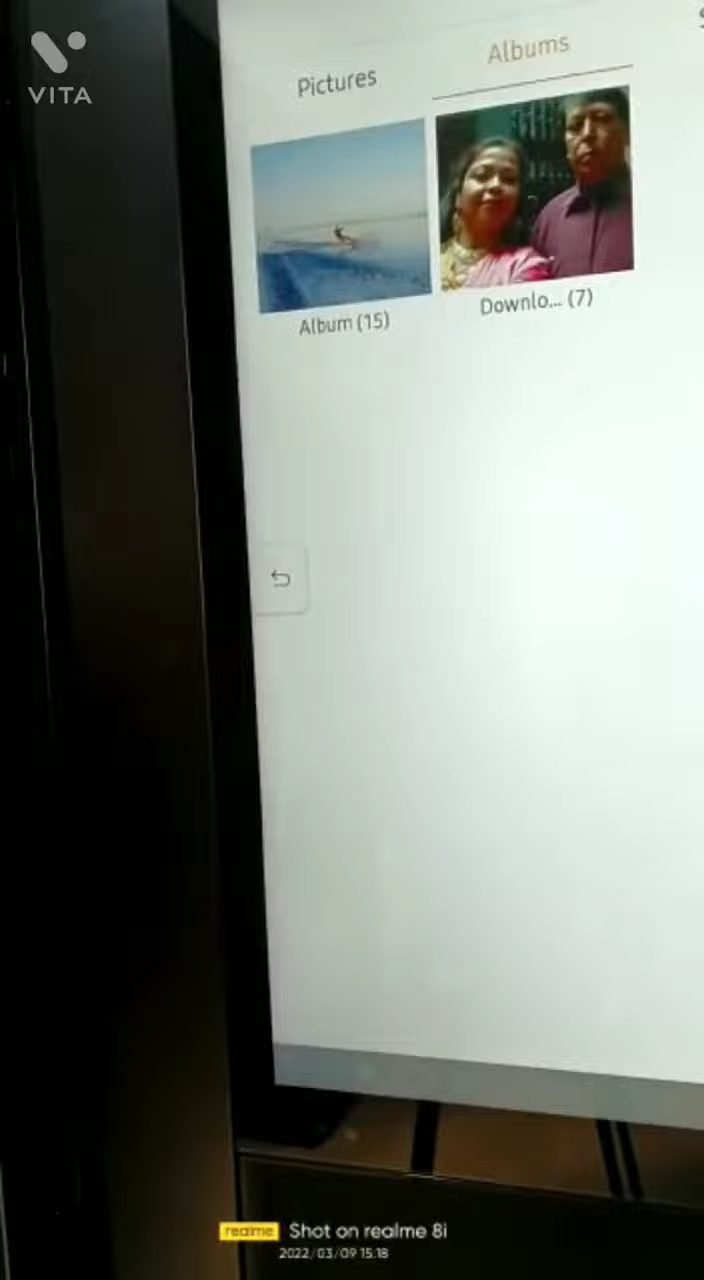 VITA
Pictures
Albums
Album (15)
Downlo... (7)
realme Shot on realme 8i
2022/03/09 15:18